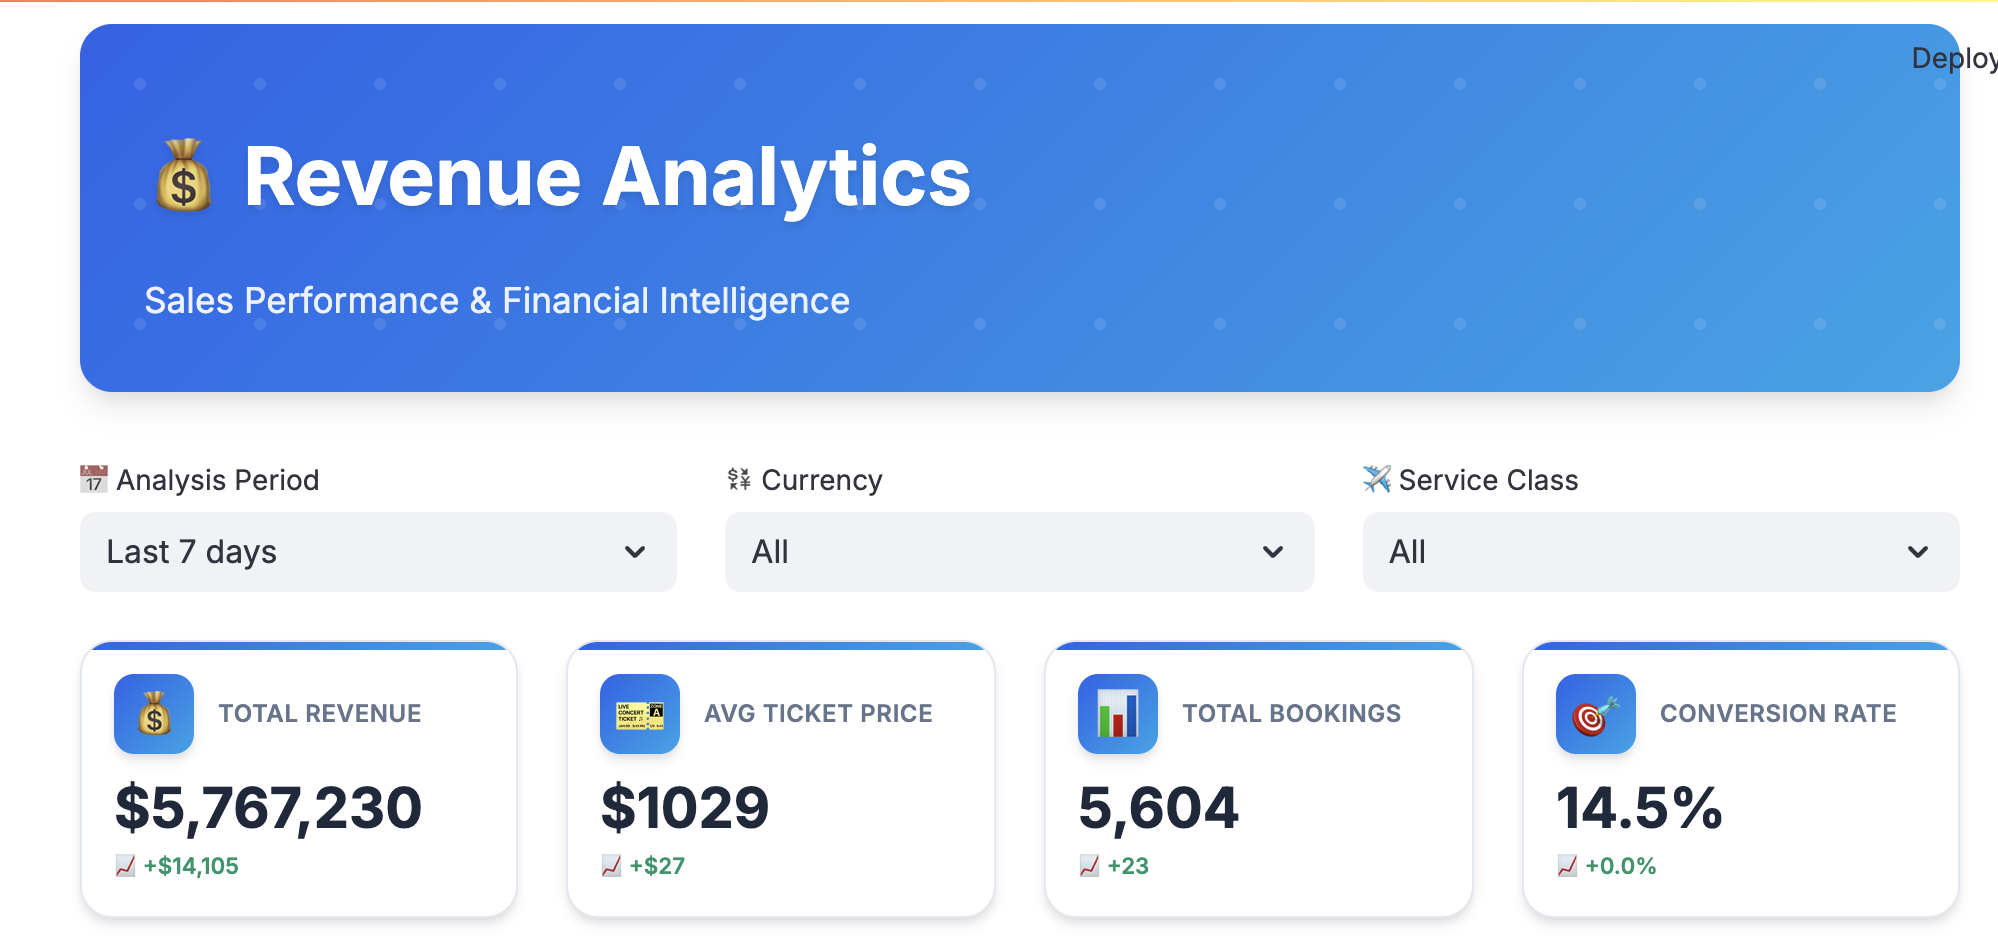 Deploy
Revenue Analytics
Sales Performance & Financial Intelligence
Analysis Period
Currency
Service Class
Last 7 days
All
All
TOTAL REVENUE
$5,767,230
+$14,105
AVG TICKET PRICE
$1029
+$27
TOTAL BOOKINGS
5,604
+23
CONVERSION RATE
14.5%
+0.0%